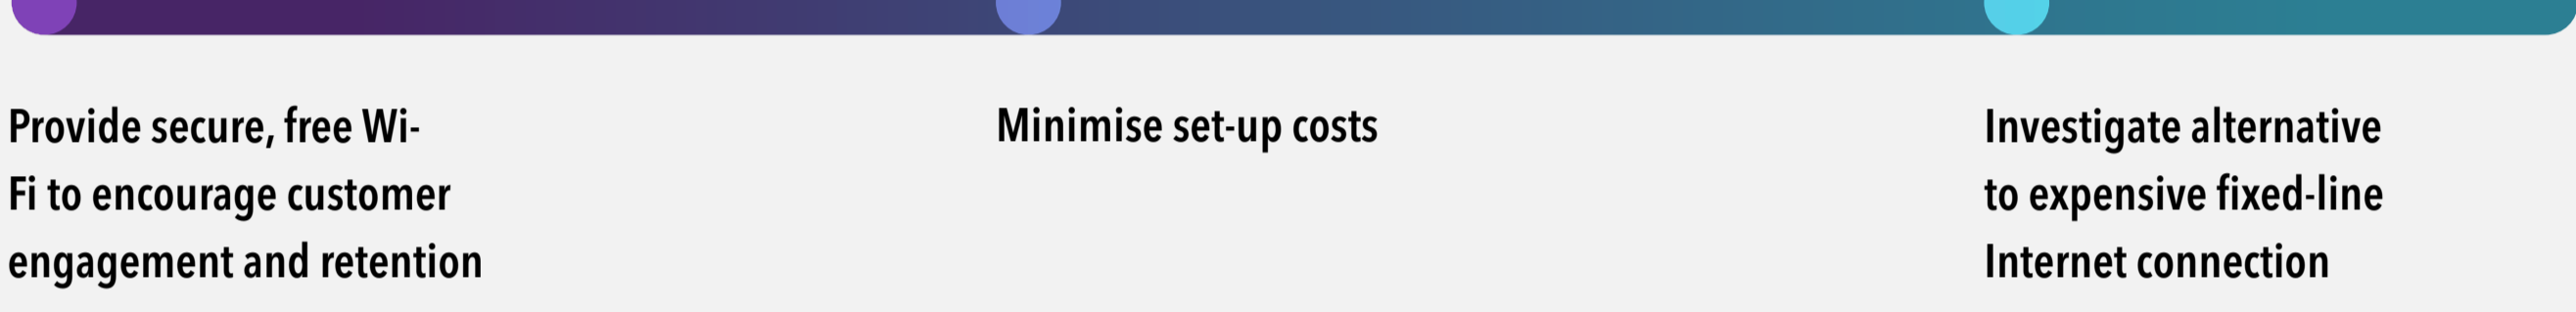 Provide secure, free Wi-
Fi to encourage customer
engagement and retention
Minimise set-up costs
Investigate alternative
to expensive fixed-line
Internet connection